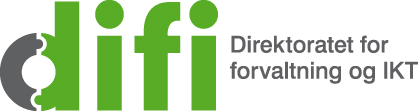 difi
Direktoratet for
forvaltning og IKT